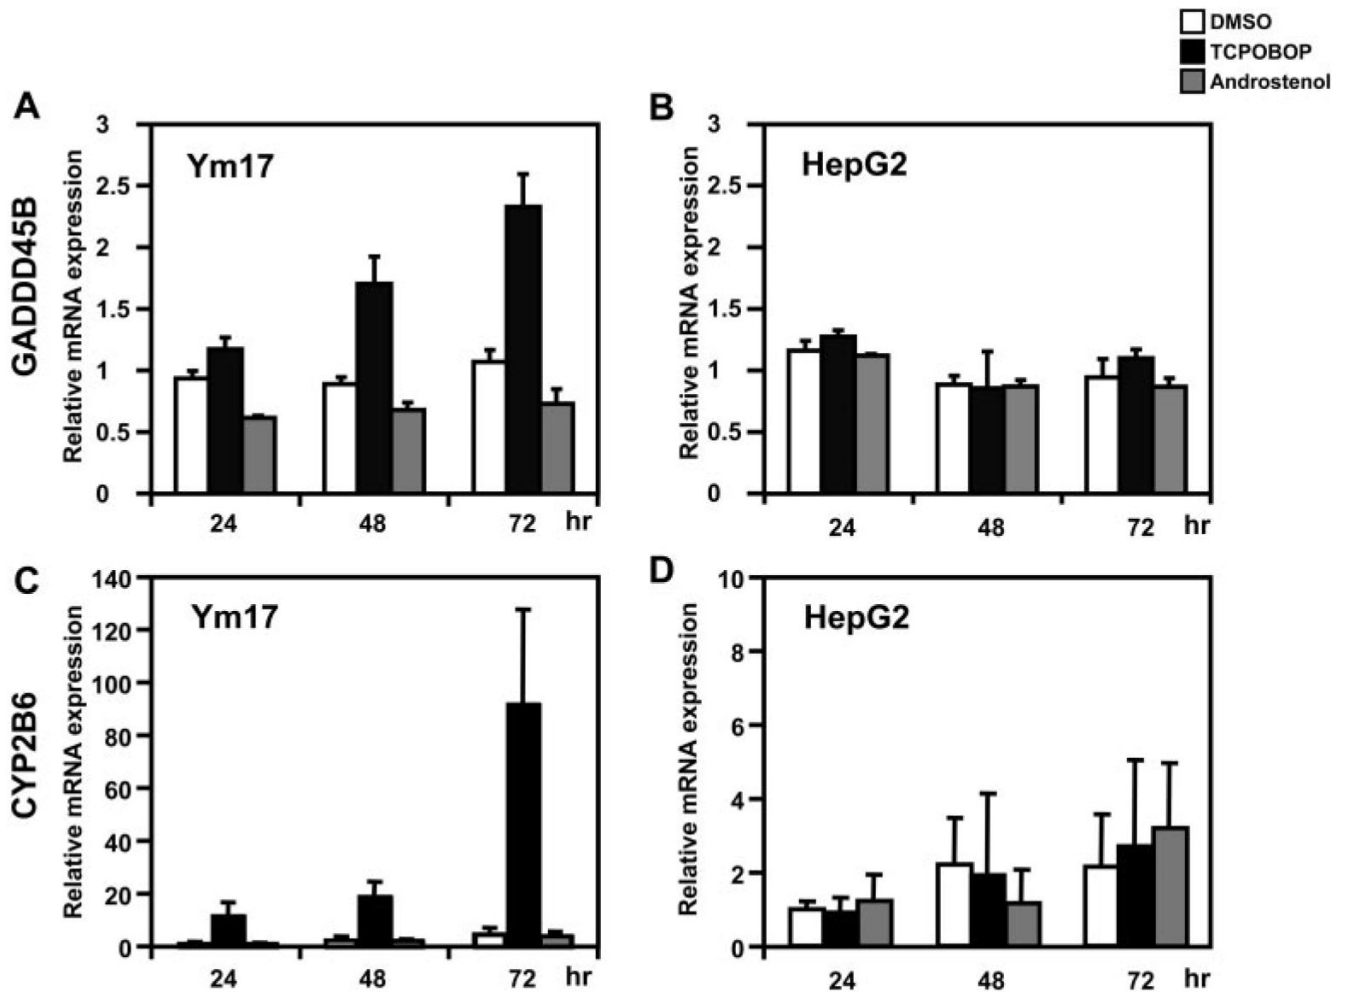 DMSO
TCPOBOP
Androstenol
A
GADDD45B
Relative mRNA expression
3
2.5
2
1.5
1
0.5
0
Ym17
24 48 72 hr
B
Relative mRNA expression
3
2.5
2
1.5
1
0.5
0
HepG2
24 48 72 hr
C
CYP2B6
Relative mRNA expression
140
120
100
80
60
40
20
0
Ym17
24 48 72 hr
D
Relative mRNA expression
10
8
6
4
2
0
HepG2
24 48 72 hr